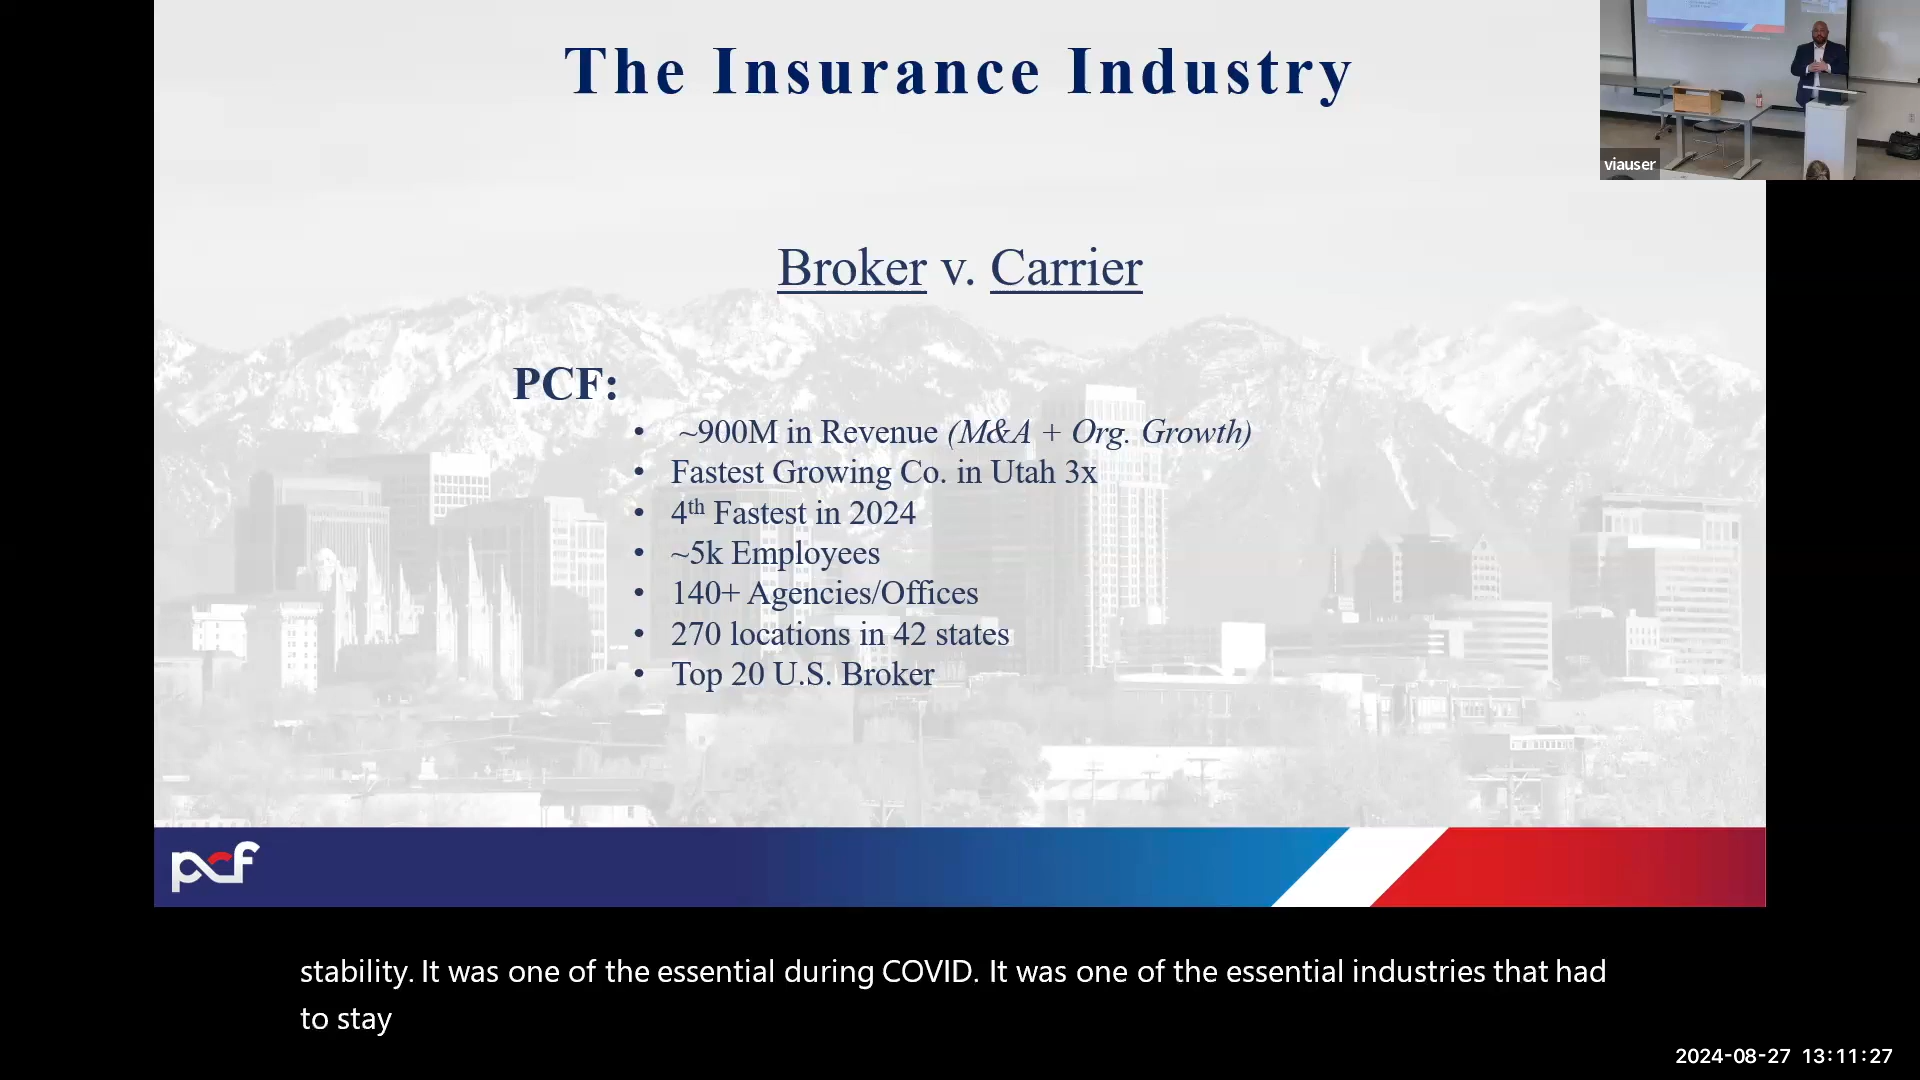 The Insurance Industry
viauser
Broker v. Carrier
PCF:
• ~900M in Revenue (M&A + Org. Growth)
• Fastest Growing Co. in Utah 3x
• 4th Fastest in 2024
• ~5k Employees
• 140+ Agencies/Offices
• 270 locations in 42 states
• Top 20 U.S. Broker
pcf
stability. It was one of the essential during COVID. It was one of the essential industries that had
to stay
2024-08-27 13:11:27